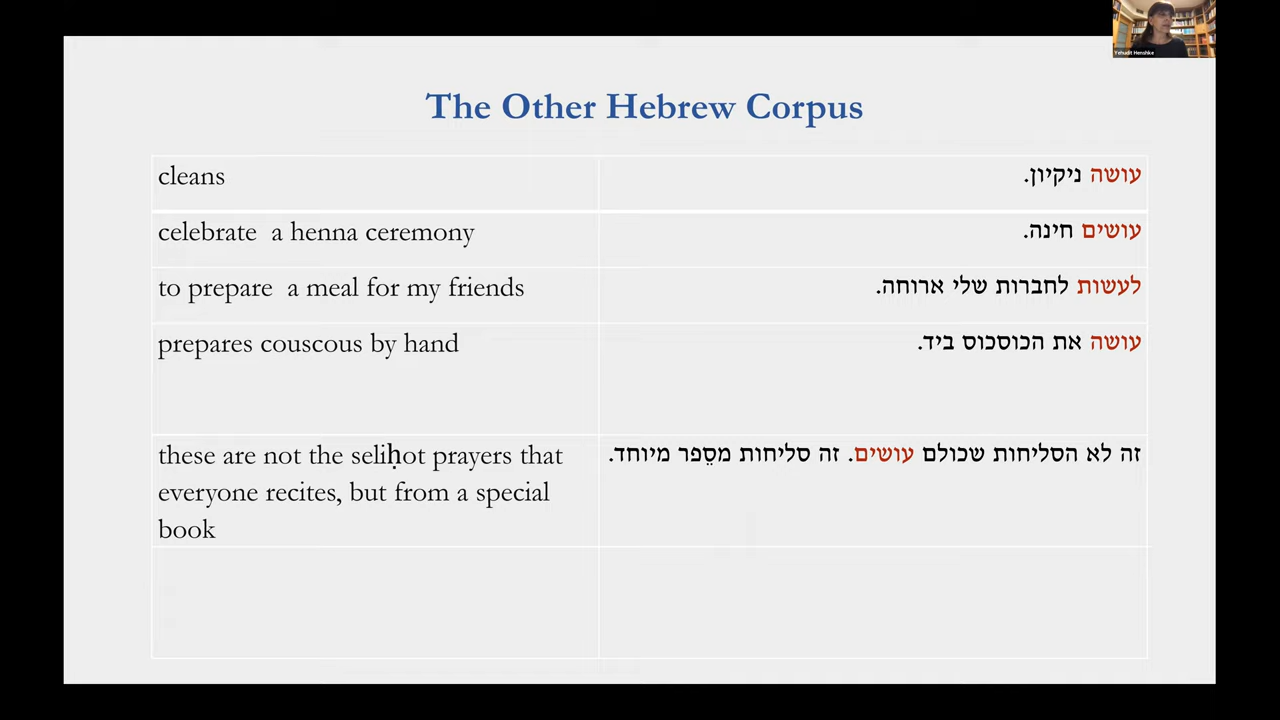 Yehudit Henshke
The Other Hebrew Corpus
cleans
עושה ניקיון.
celebrate a henna ceremony
עושים חינה.
to prepare a meal for my friends
לעשות לחברות שלי ארוחה.
prepares couscous by hand
עושה את הכוסכוס ביד.
these are not the seliḥot prayers that
everyone recites, but from a special
book
זה לא הסליחות שכולם עושים. זה סליחות מסֵפר מיוחד.